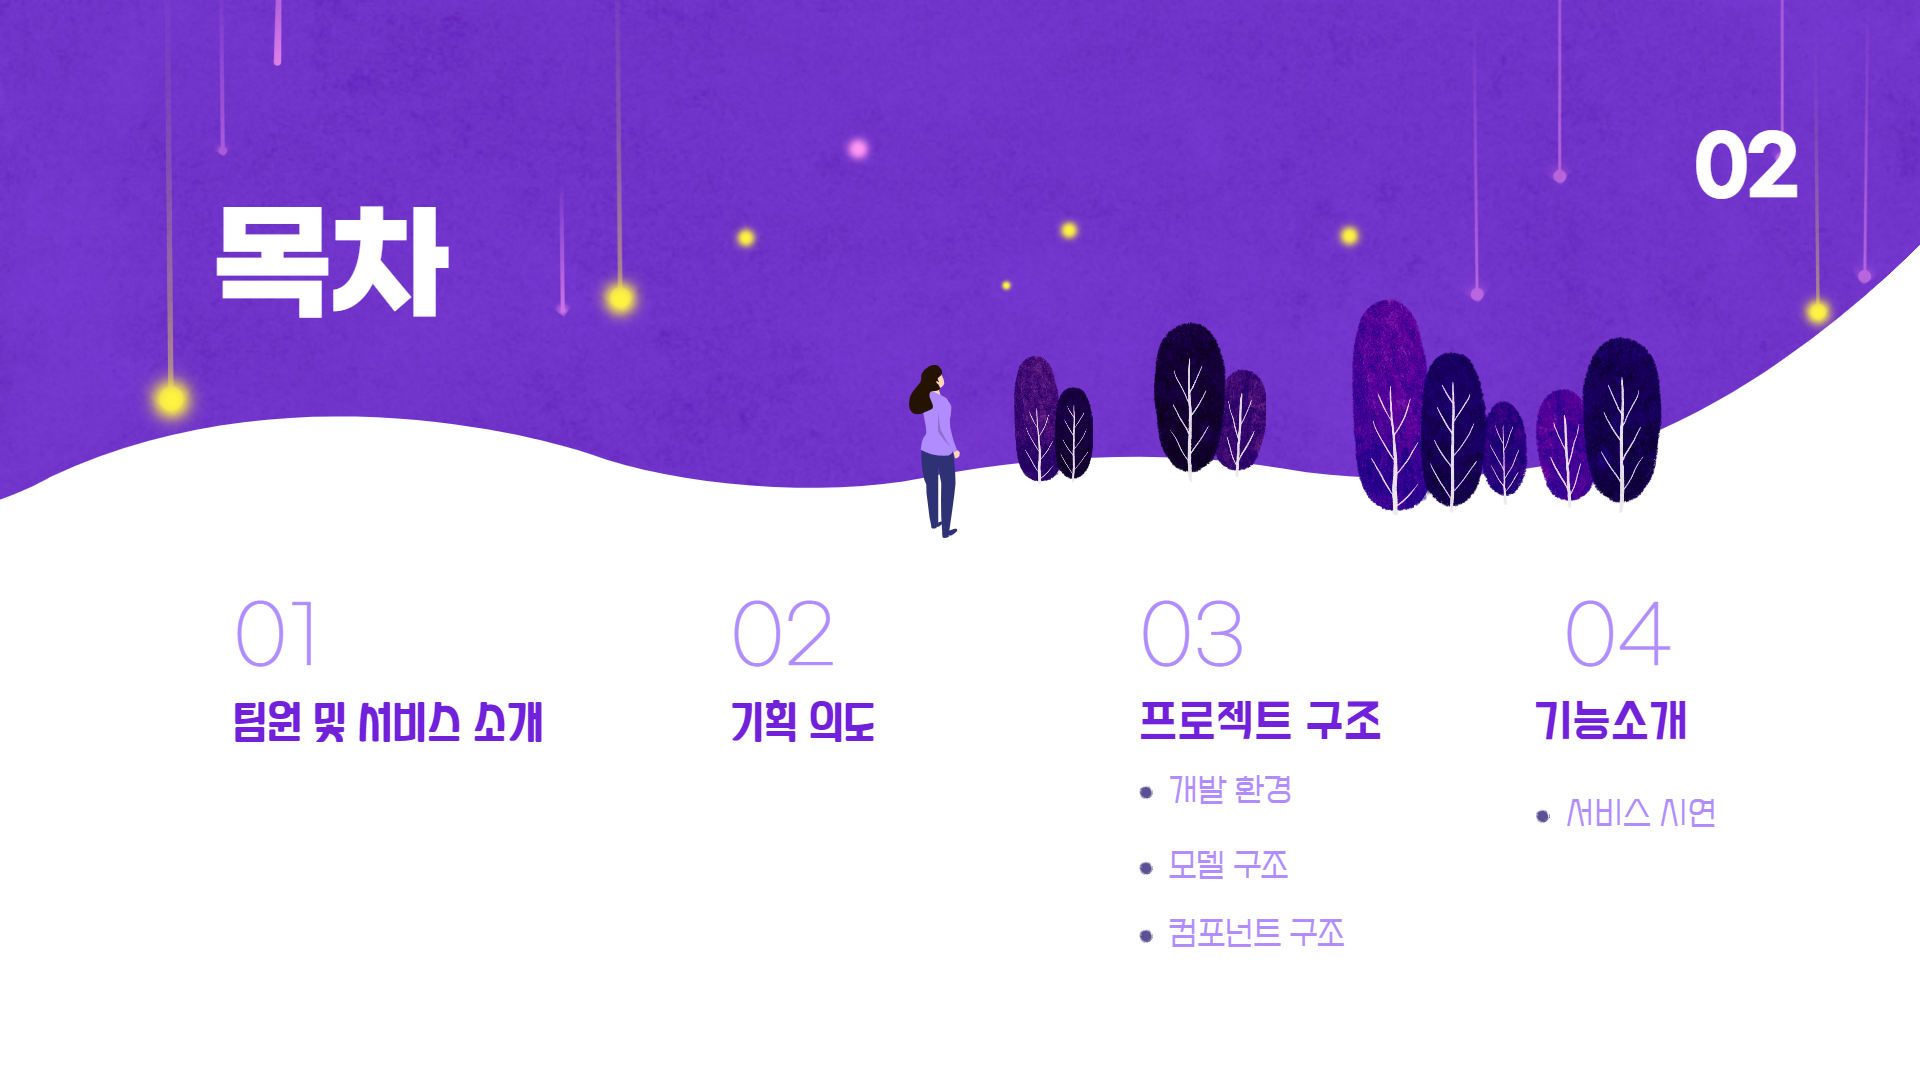 목차
02
01
팀원 및 서비스 소개
02
기획 의도
03
프로젝트 구조
개발 환경
모델 구조
컴포넌트 구조
04
기능소개
서비스 시연